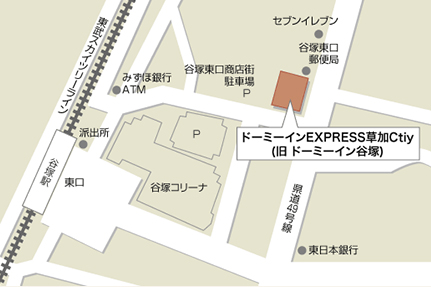 セブンイレブン
東武スカイツリーライン
谷塚東口
郵便局
谷塚東口商店街
駐車場
P
みずほ銀行
ATM
P
派出所
ドーミーインEXPRESS草加Ctiy
(旧 ドーミーイン谷塚)
谷塚駅
東口
谷塚コリーナ
県道49号線
東日本銀行